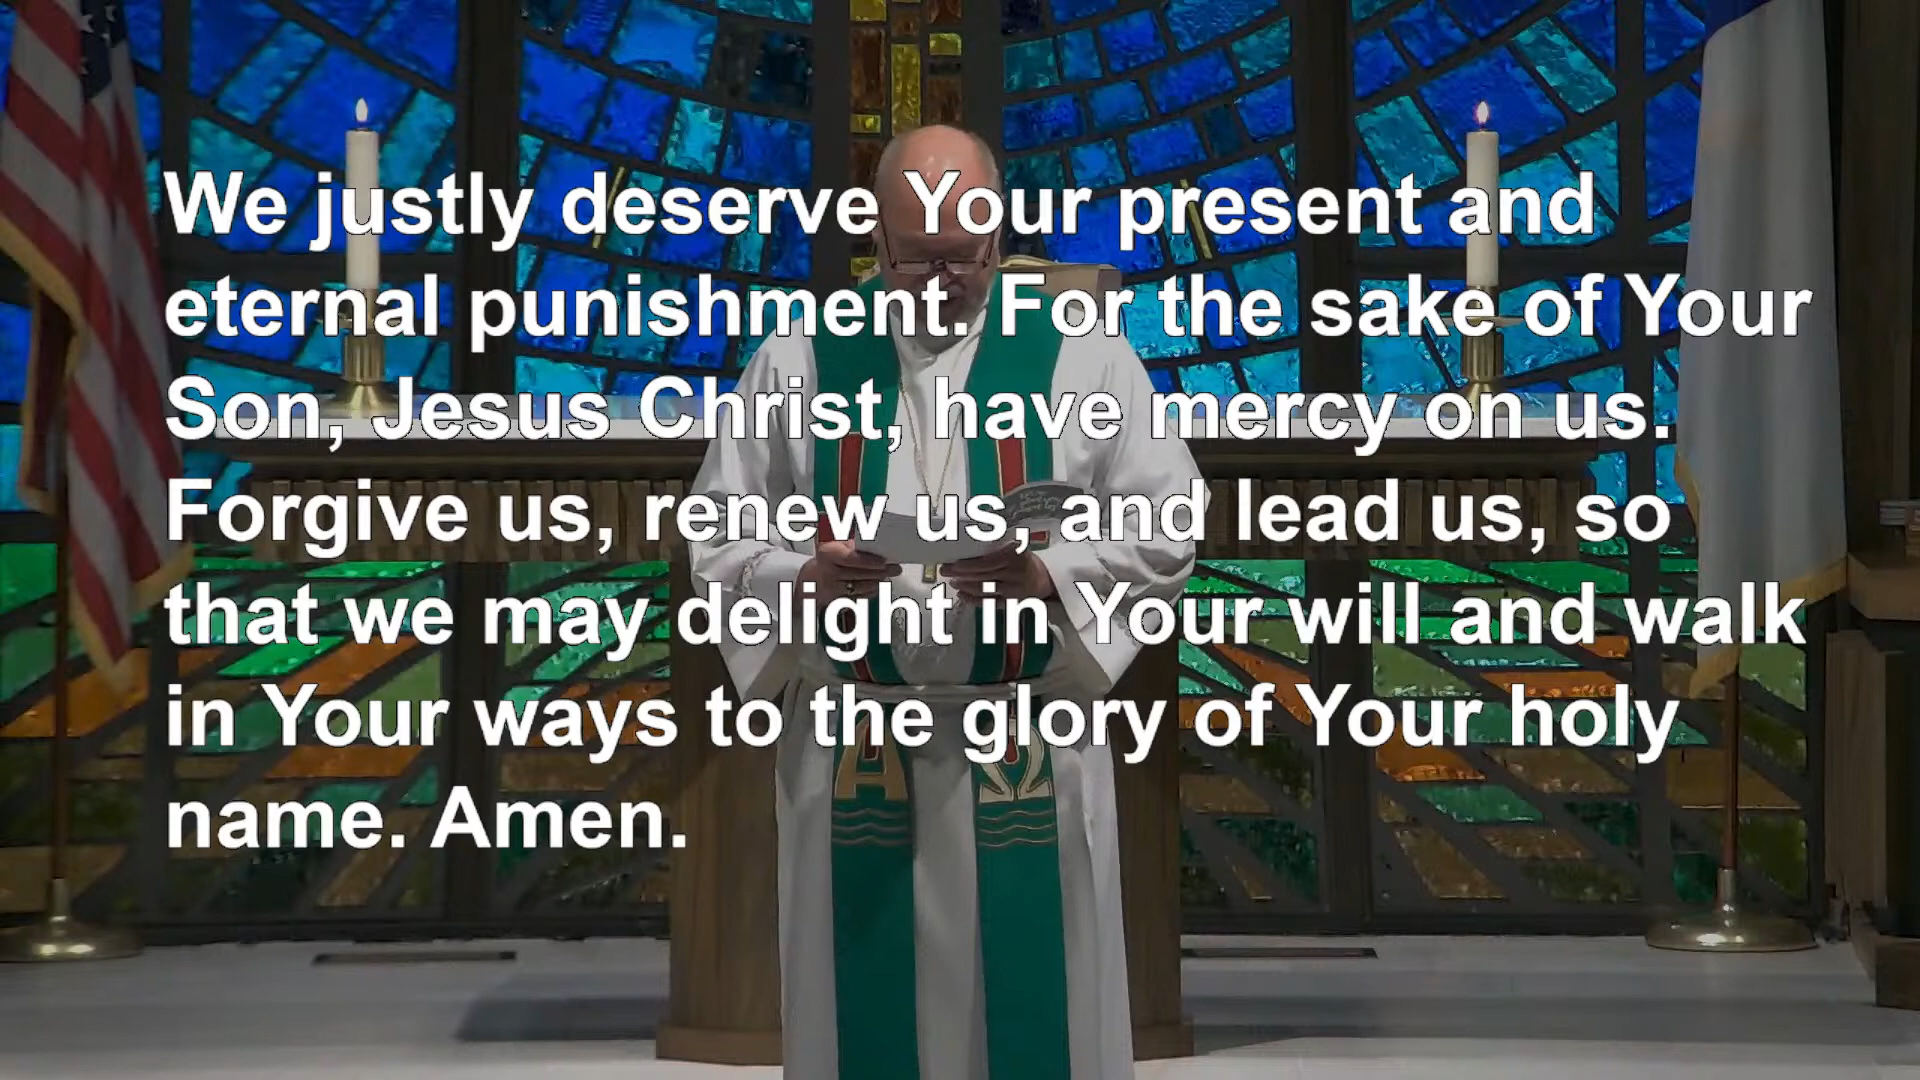 We justly deserve Your present and
eternal punishment. For the sake of Your
Son, Jesus Christ, have mercy on us.
Forgive us, renew us, and lead us, so
that we may delight in Your will and walk
in Your ways to the glory of Your holy
name. Amen.
Α Ω